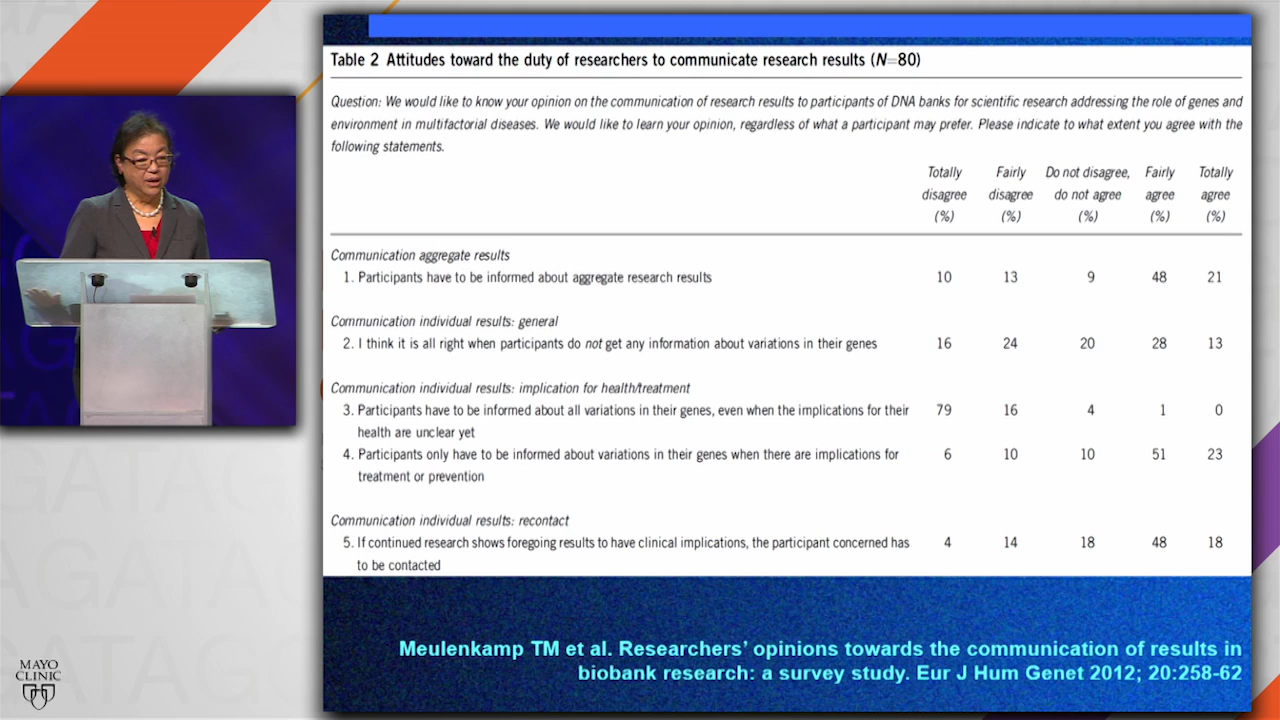 Table 2 Attitudes toward the duty of researchers to communicate research results (N=80)
Question: We would like to know your opinion on the communication of research results to participants of DNA banks for scientific research addressing the role of genes and
environment in multifactorial diseases. We would like to learn your opinion, regardless of what a participant may prefer. Please indicate to what extent you agree with the
following statements.
Totally Fairly Do not disagree, Fairly Totally
disagree disagree do not agree agree agree
(%) (%) (%) (%) (%)
Communication aggregate results
1. Participants have to be informed about aggregate research results 10 13 9 48 21
Communication individual results: general
2. I think it is all right when participants do not get any information about variations in their genes 16 24 20 28 13
Communication individual results: implication for health/treatment
3. Participants have to be informed about all variations in their genes, even when the implications for their 79 16 4 1 0
health are unclear yet
4. Participants only have to be informed about variations in their genes when there are implications for 6 10 10 51 23
treatment or prevention
Communication individual results: recontact
5. If continued research shows foregoing results to have clinical implications, the participant concerned has 4 14 18 48 18
to be contacted
Meulenkamp TM et al. Researchers' opinions towards the communication of results in
biobank research: a survey study. Eur J Hum Genet 2012; 20:258-62
MAYO
CLINIC